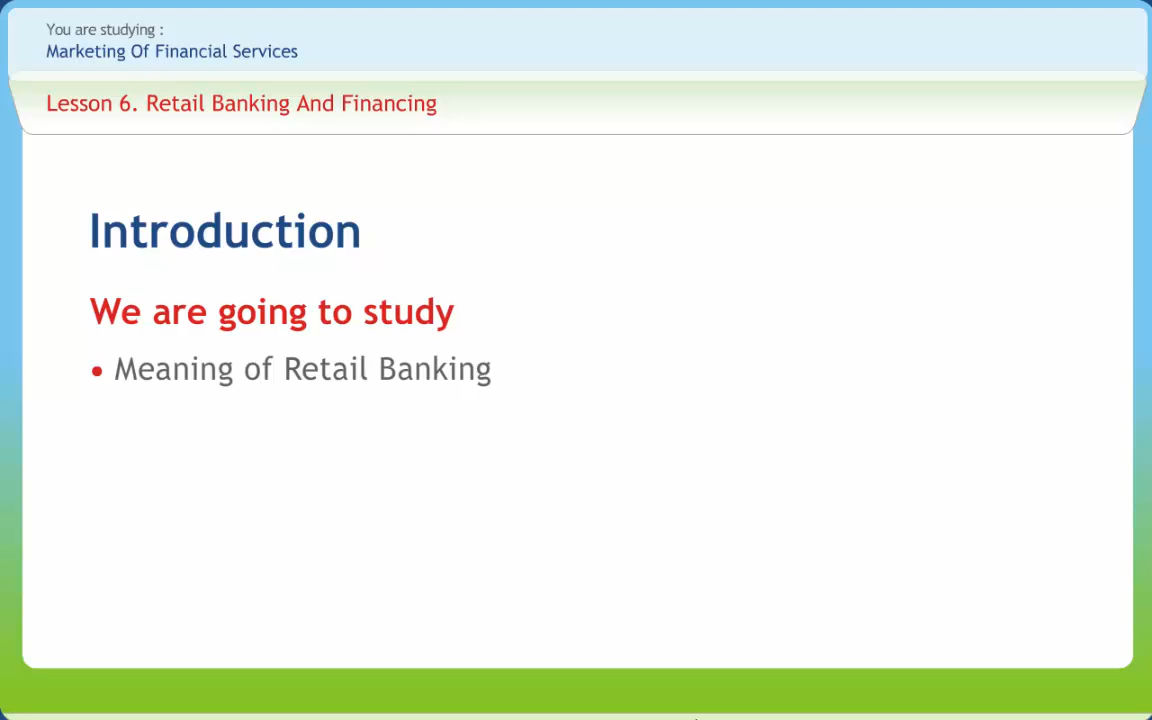 You are studying :
Marketing Of Financial Services
Lesson 6. Retail Banking And Financing
Introduction
We are going to study
• Meaning of Retail Banking